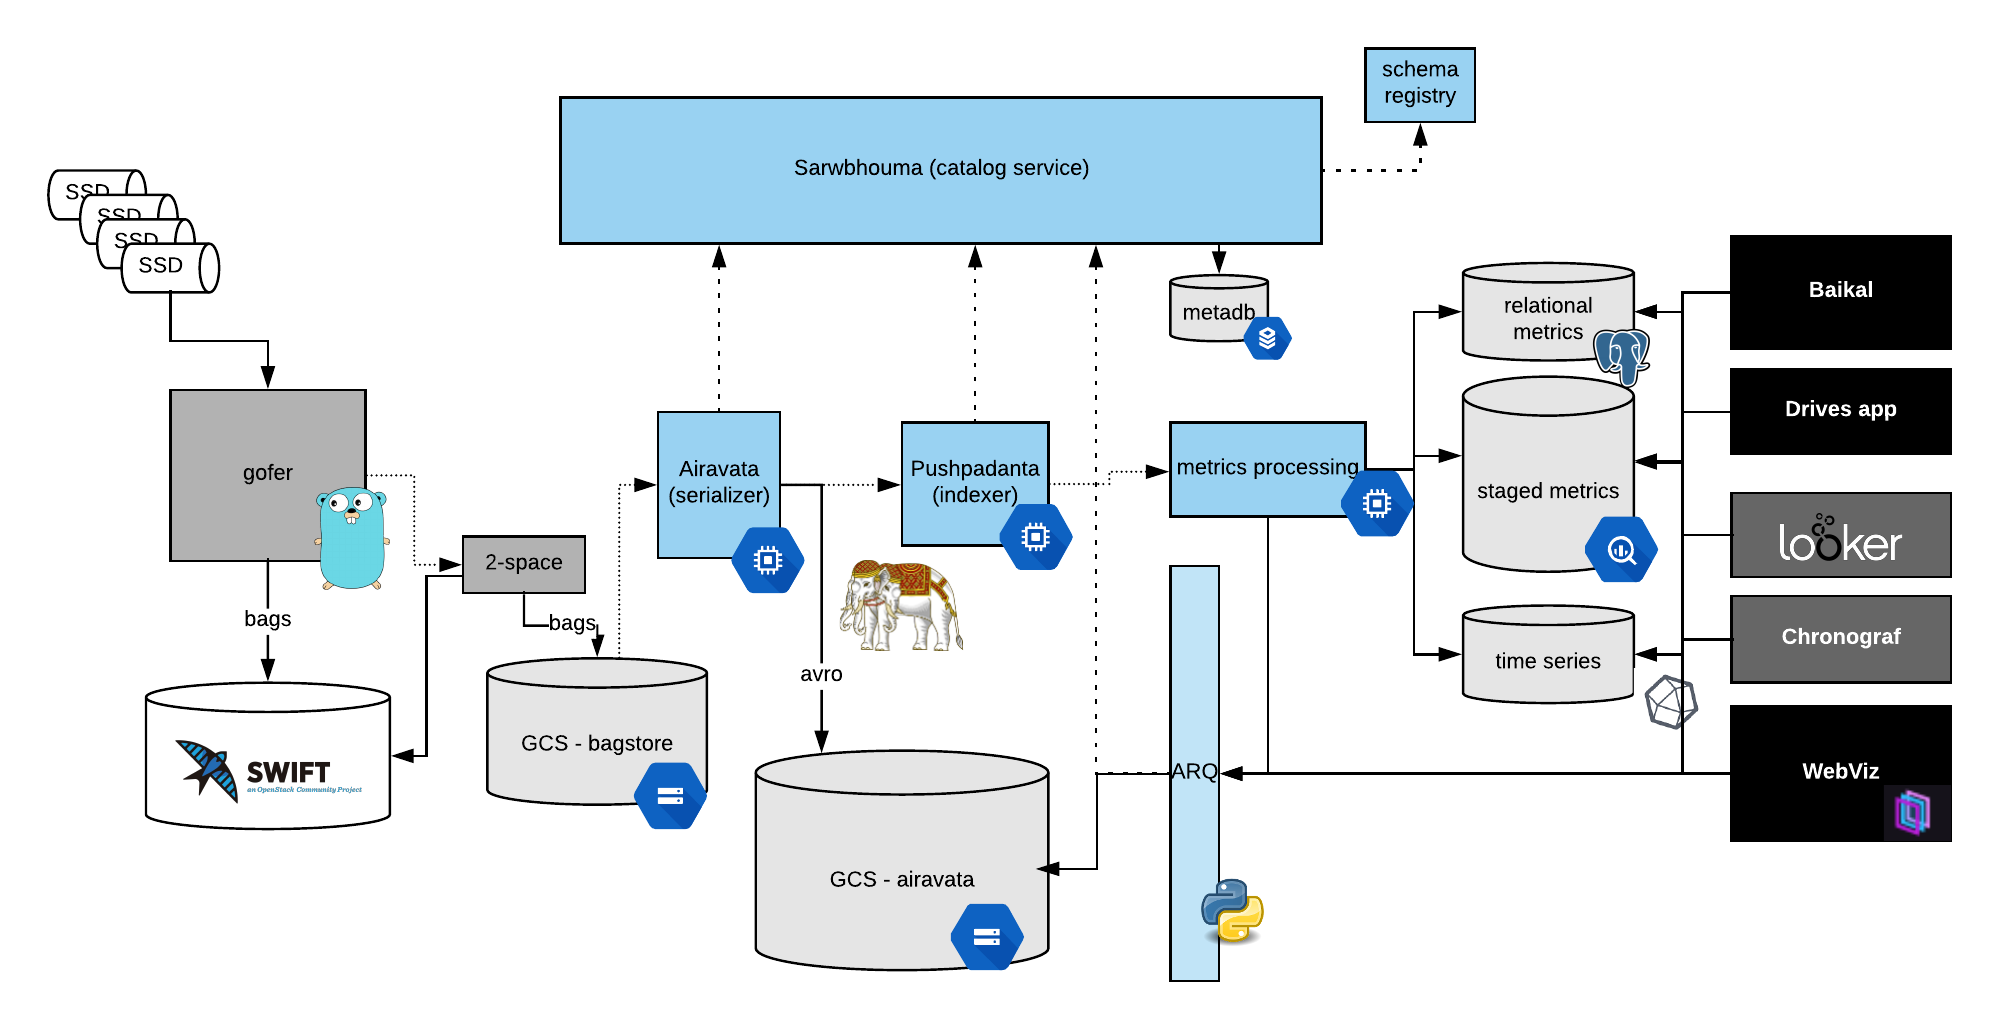 schema
registry
Sarwbhouma (catalog service)
SSD
SSD
SSD
SSD
metadb
relational
metrics
Baikal
Drives app
gofer
Airavata
(serializer)
Pushpadanta
(indexer)
metrics processing
staged metrics
looker
2-space
bags
bags
avro
time series
Chronograf
GCS - bagstore
SWIFT
an OpenStack Community Project
ARQ
WebViz
GCS - airavata